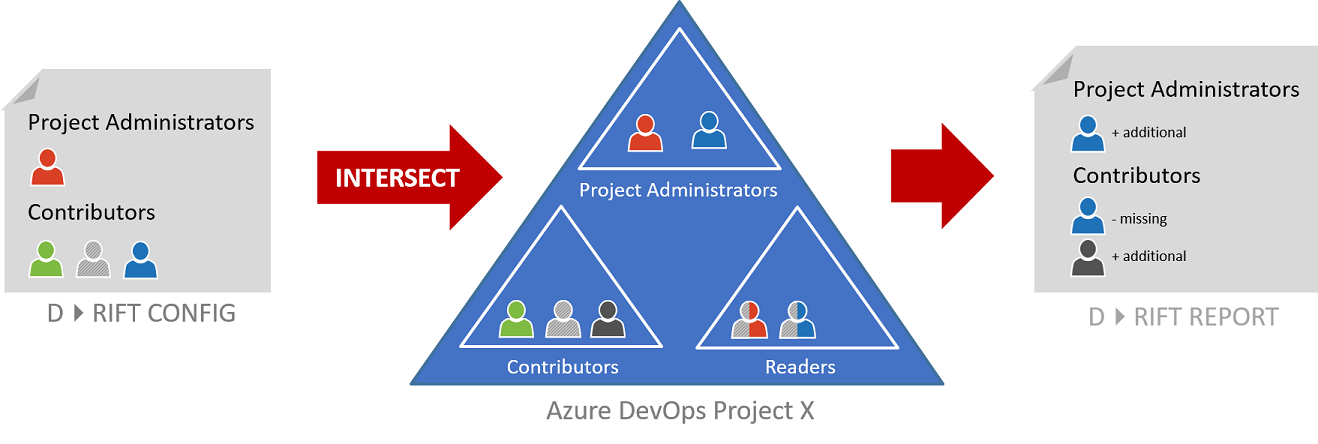 Project Administrators
Contributors
D RIFT CONFIG
INTERSECT
Project Administrators
Contributors
Readers
Azure DevOps Project X
Project Administrators
+ additional
Contributors
- missing
+ additional
D RIFT REPORT